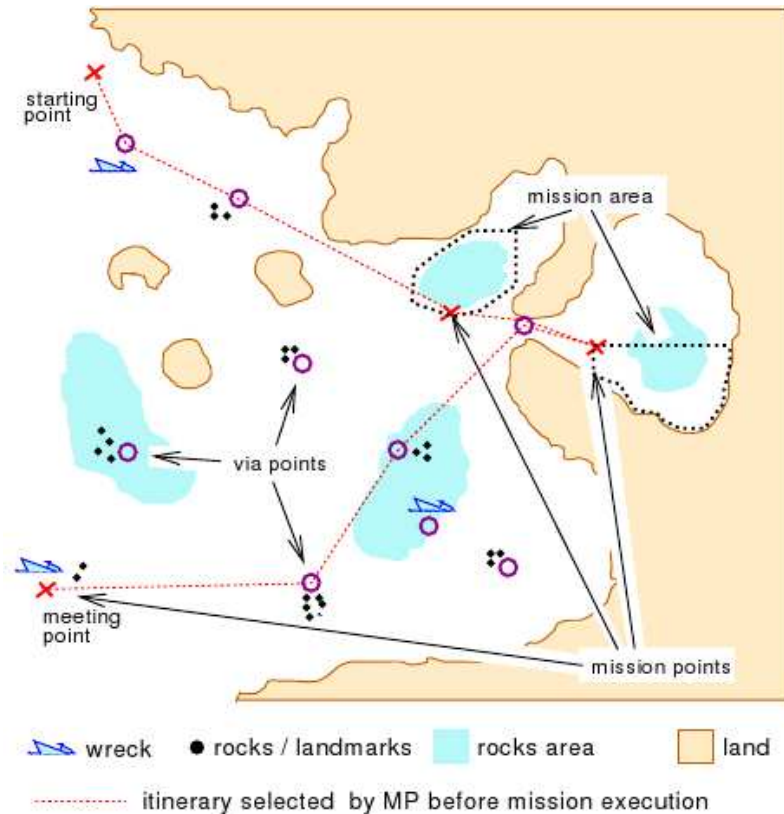 starting
point
mission area
via points
meeting
point
mission points
wreck
rocks / landmarks
rocks area
land
itinerary selected by MP before mission execution